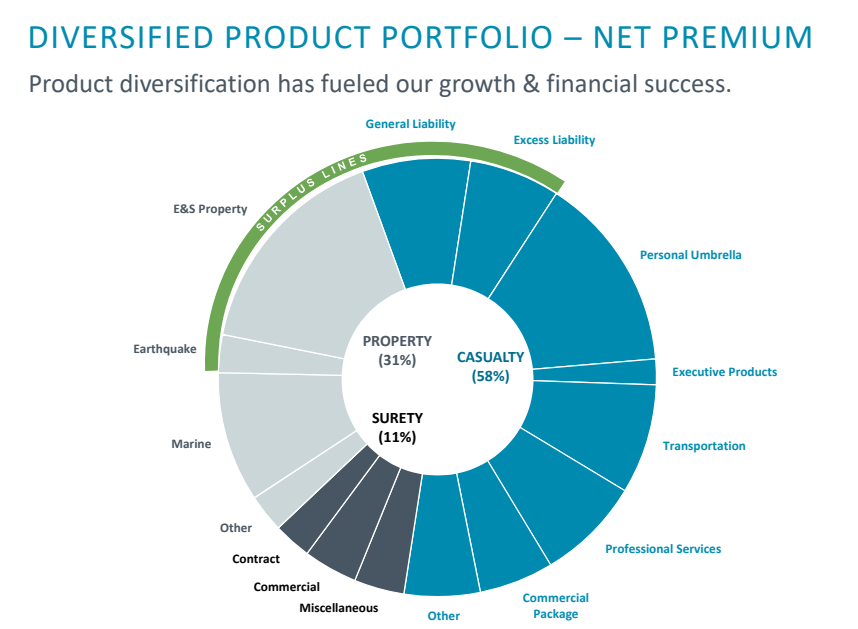 DIVERSIFIED PRODUCT PORTFOLIO – NET PREMIUM
Product diversification has fueled our growth & financial success.
General Liability
Excess Liability
SURPLUS LINES
E&S Property
Personal Umbrella
PROPERTY
(31%)
CASUALTY
(58%)
Earthquake
Executive Products
SURETY
(11%)
Marine
Transportation
Other
Professional Services
Contract
Commercial
Miscellaneous
Other
Commercial
Package